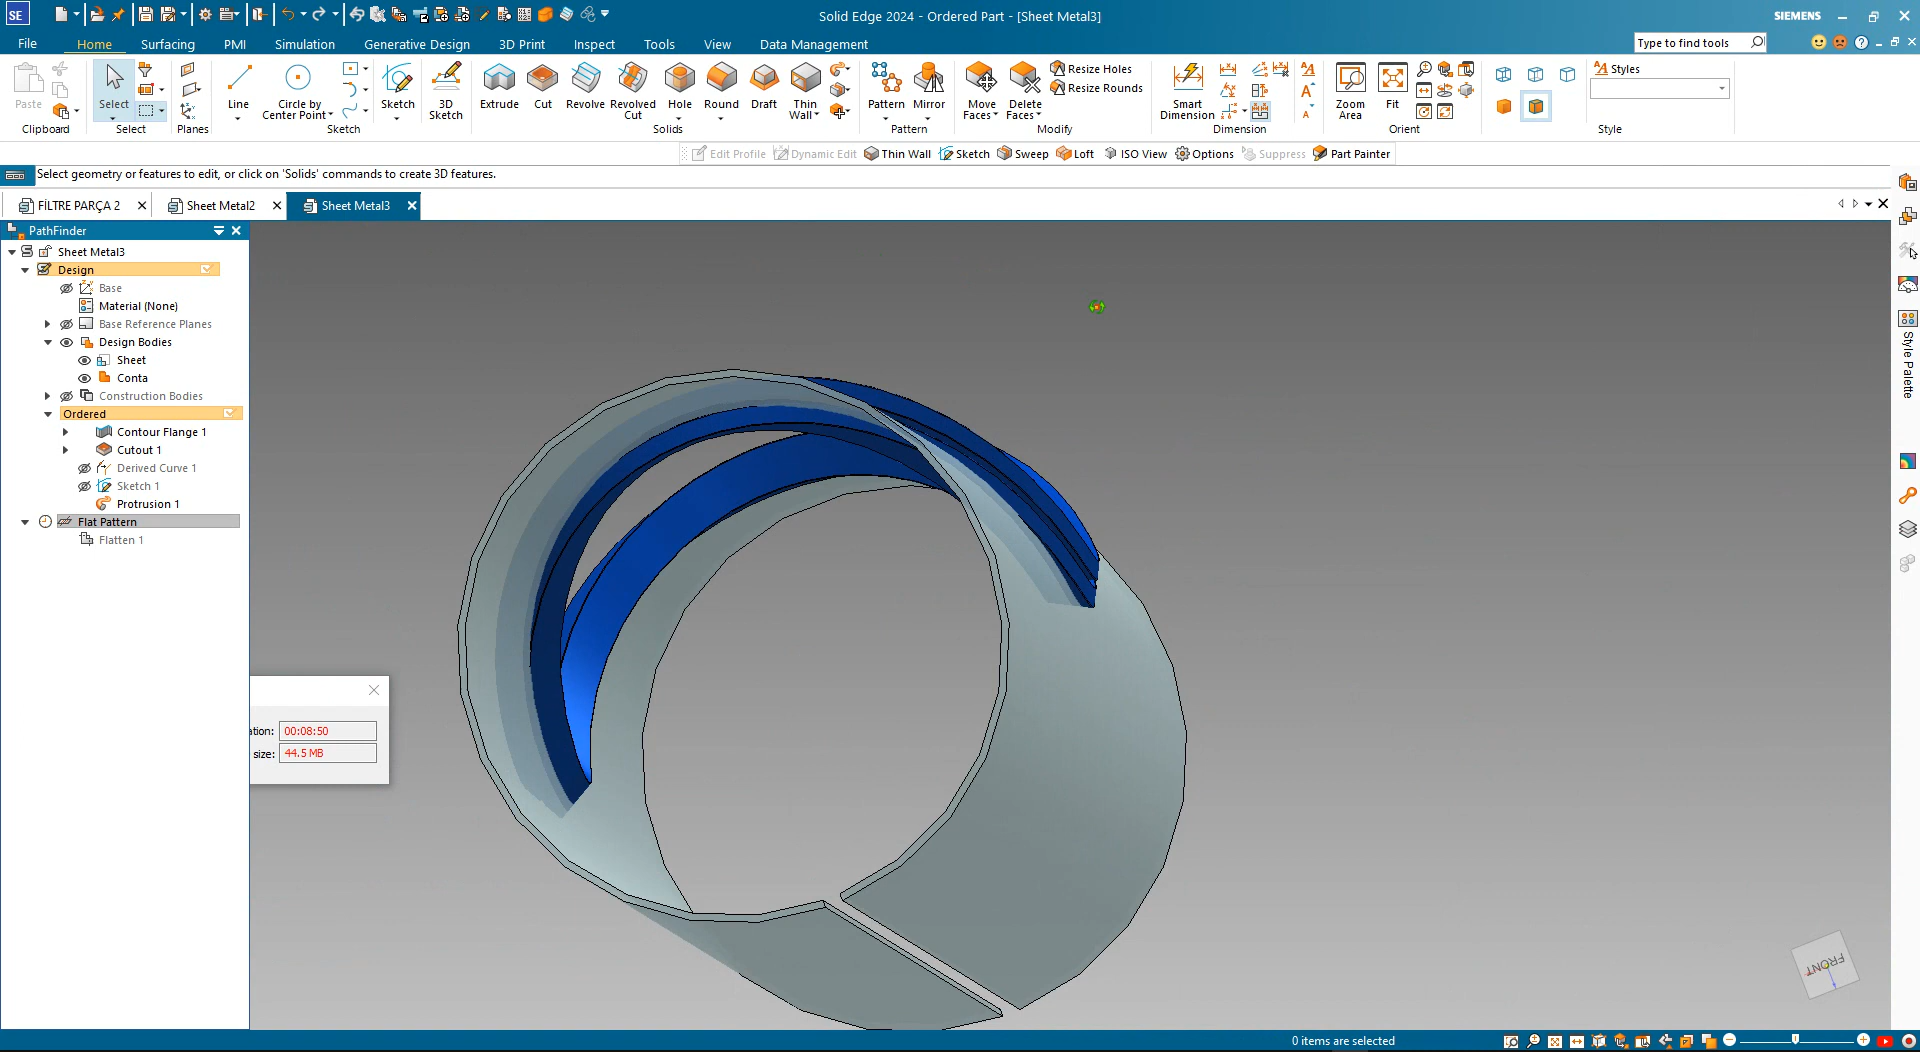 SE
Solid Edge 2024 - Ordered Part - [Sheet Metal3]
SIEMENS
File
Home
Surfacing
PMI
Simulation
Generative Design
3D Print
Inspect
Tools
View
Data Management
Type to find tools
Paste
Clipboard
Select
Select
Planes
Line
Circle by
Center Point
Sketch
Sketch
3D
Sketch
Extrude
Cut
Revolve
Revolved
Cut
Hole
Round
Draft
Thin
Wall
Solids
Pattern
Mirror
Pattern
Move
Faces
Delete
Faces
Resize Holes
Resize Rounds
Modify
Smart
Dimension
Dimension
Zoom
Area
Fit
Orient
Styles
Style
Edit Profile
Dynamic Edit
Thin Wall
Sketch
Sweep
Loft
ISO View
Options
Suppress
Part Painter
Select geometry or features to edit, or click on 'Solids' commands to create 3D features.
FİLTRE PARÇA 2
Sheet Metal2
Sheet Metal3
PathFinder
Sheet Metal3
Design
Base
Material (None)
Base Reference Planes
Design Bodies
Sheet
Conta
Construction Bodies
Ordered
Contour Flange 1
Cutout 1
Derived Curve 1
Sketch 1
Protrusion 1
Flat Pattern
Flatten 1
ation: 00:08:50
size: 44.5 MB
Style Palette
FRONT
0 items are selected